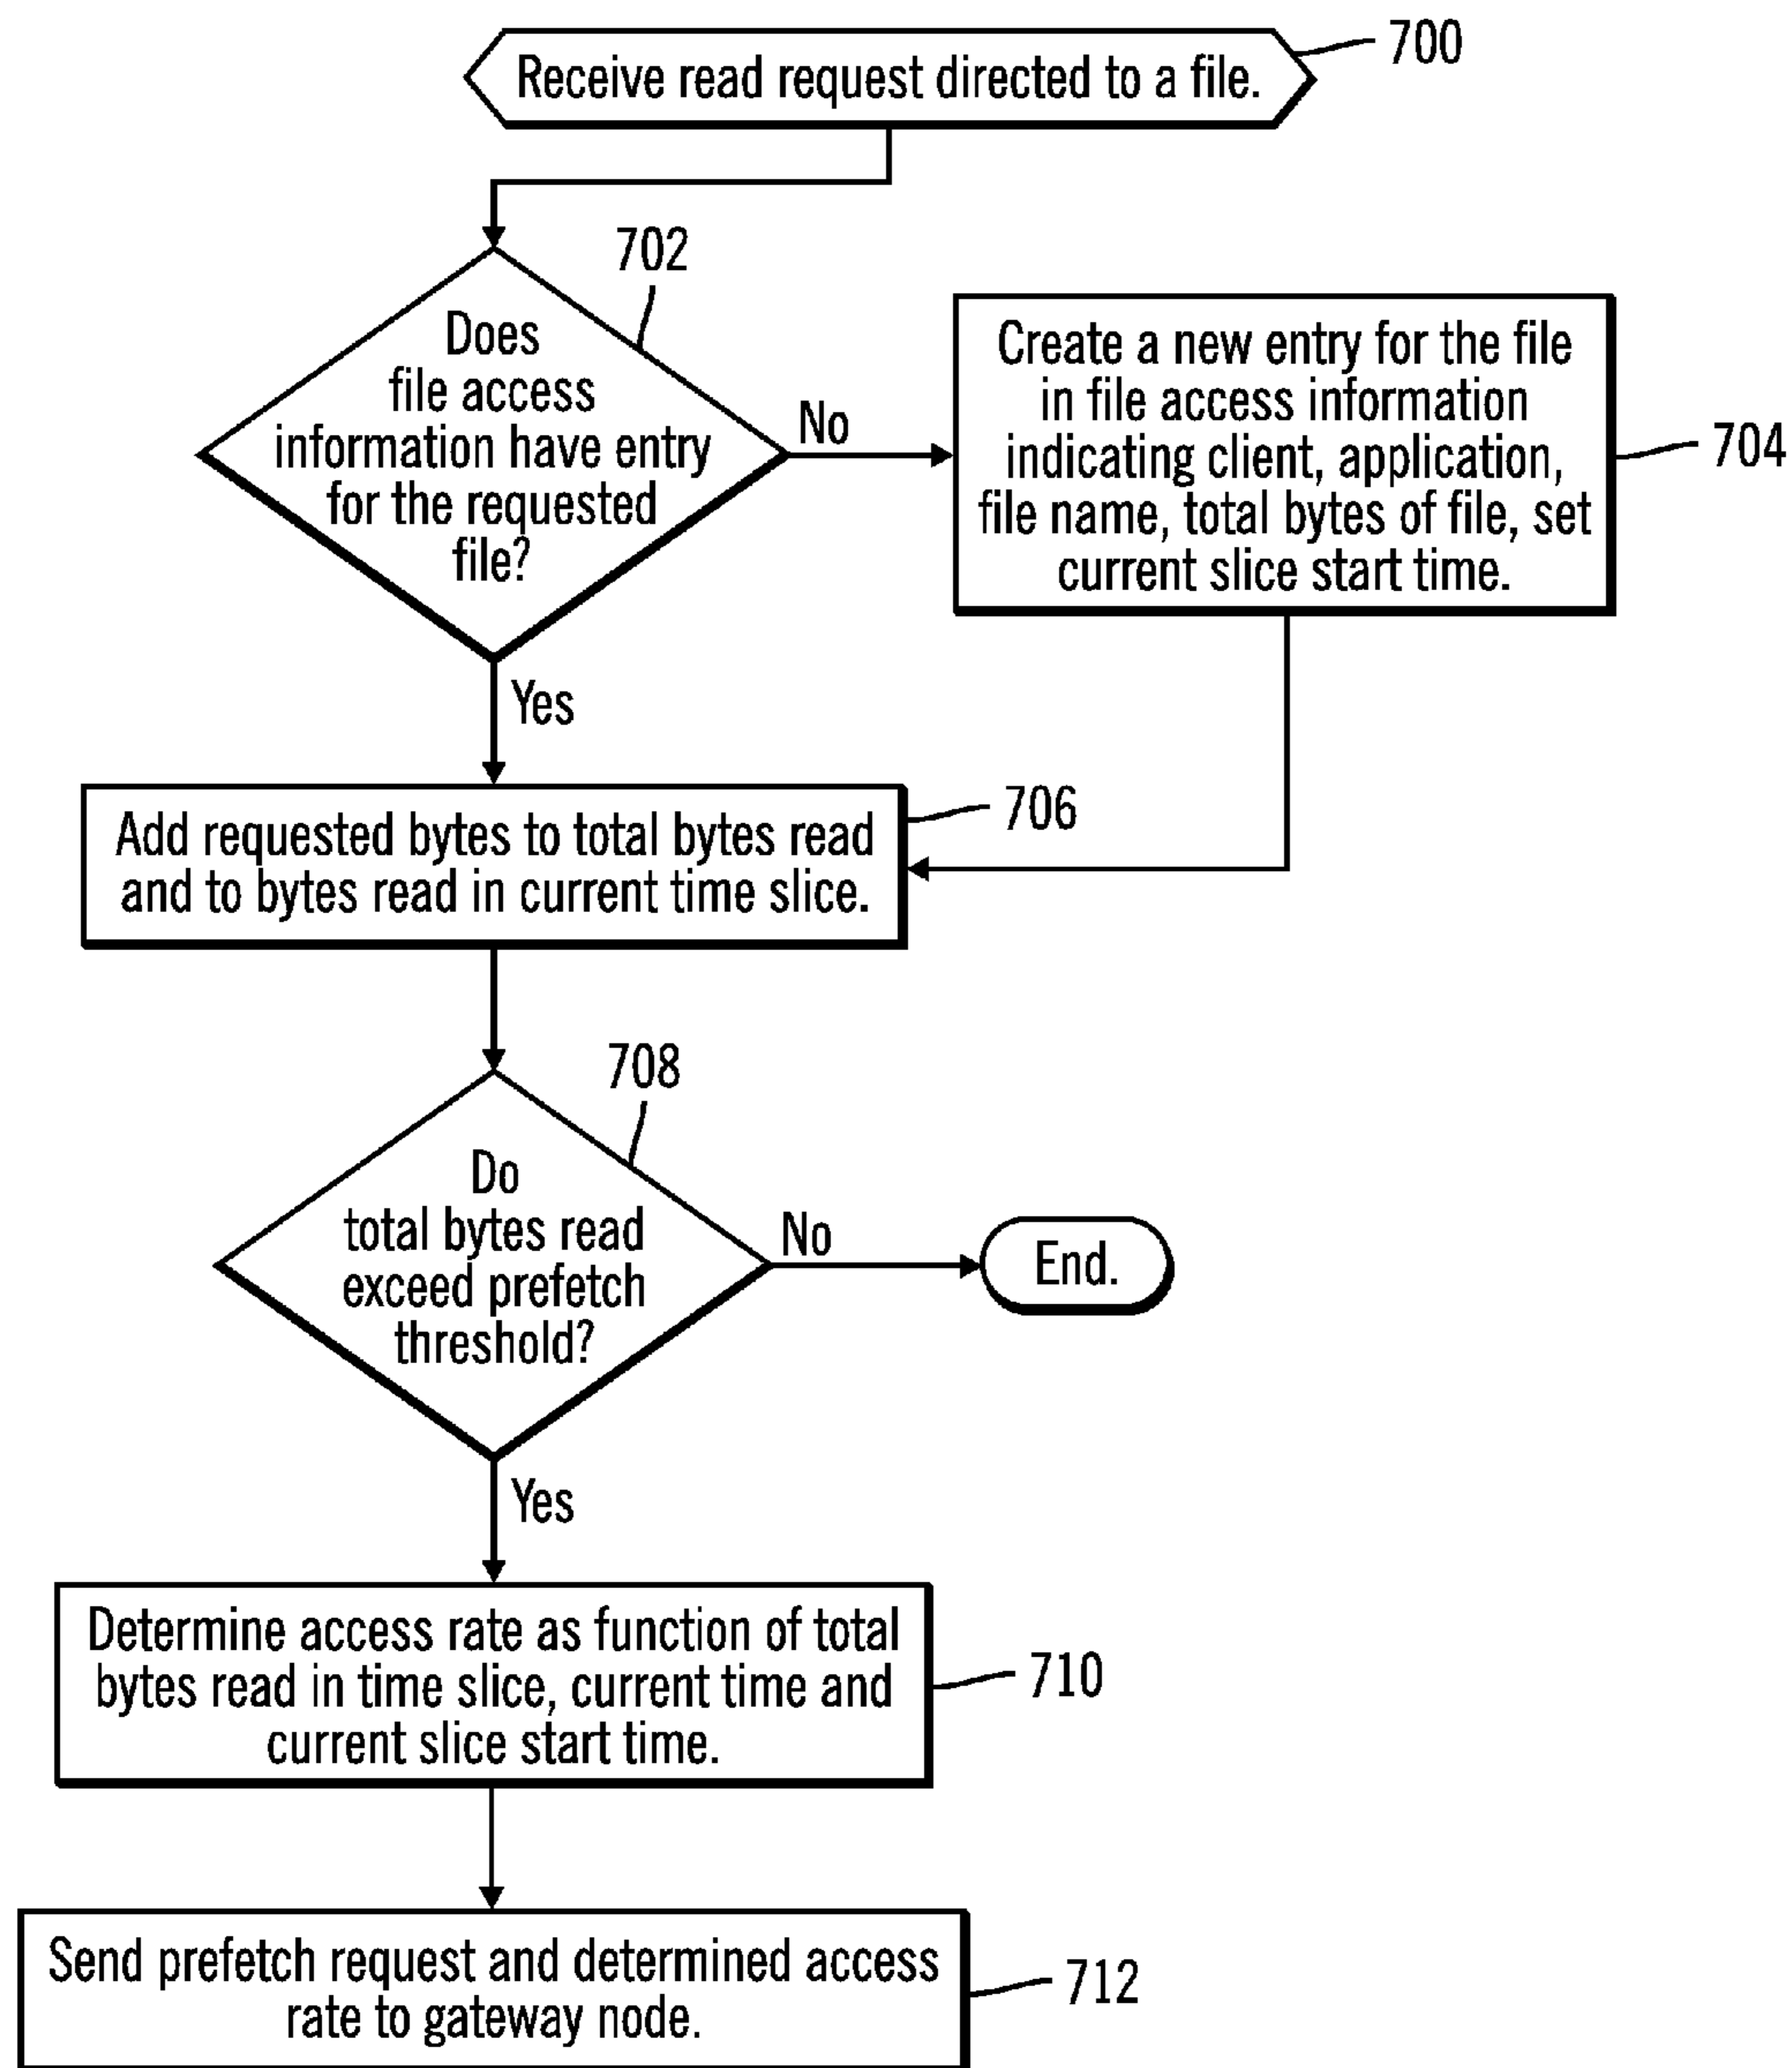 Receive read request directed to a file.
700
702
Does
file access
information have entry
for the requested
file?
No
Create a new entry for the file
in file access information
indicating client, application,
file name, total bytes of file, set
current slice start time.
704
Yes
Add requested bytes to total bytes read
and to bytes read in current time slice.
706
708
Do
total bytes read
exceed prefetch
threshold?
No
End.
Yes
Determine access rate as function of total
bytes read in time slice, current time and
current slice start time.
710
Send prefetch request and determined access
rate to gateway node.
712